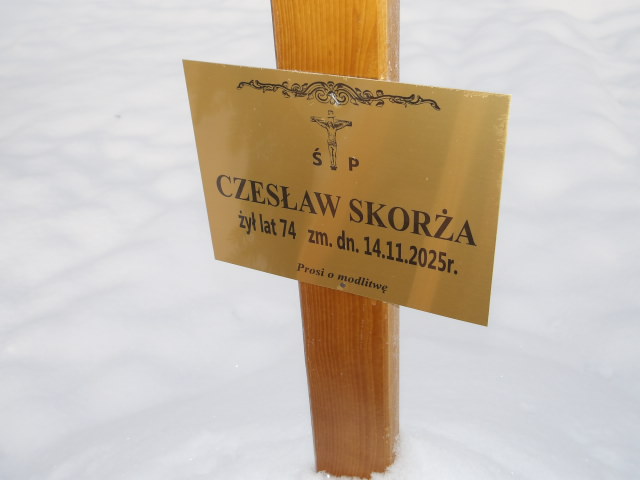 Ś P
CZESŁAW SKORŻA
żył lat 74 zm. dn. 14.11.2025r.
Prosi o modlitwę